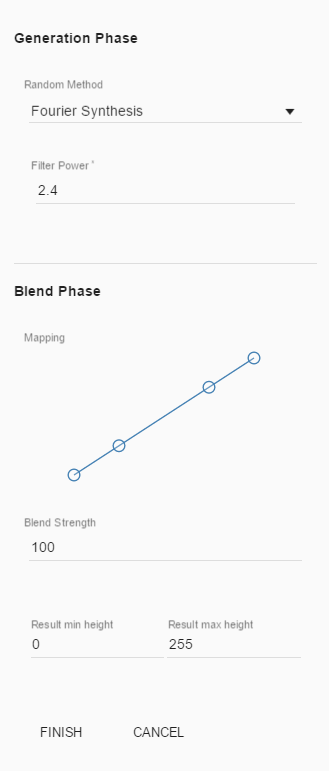 Generation Phase
Random Method
Fourier Synthesis
Filter Power *
2.4
Blend Phase
Mapping
Blend Strength
100
Result min height Result max height
0 255
FINISH CANCEL